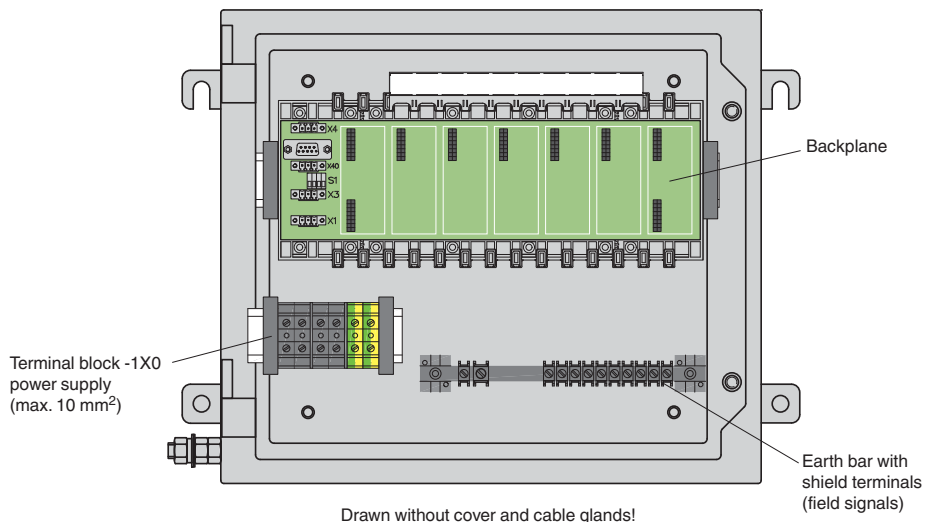 X4
X40
S1
X3
X1
Backplane
Terminal block -1X0
power supply
(max. 10 mm²)
Earth bar with
shield terminals
(field signals)
Drawn without cover and cable glands!